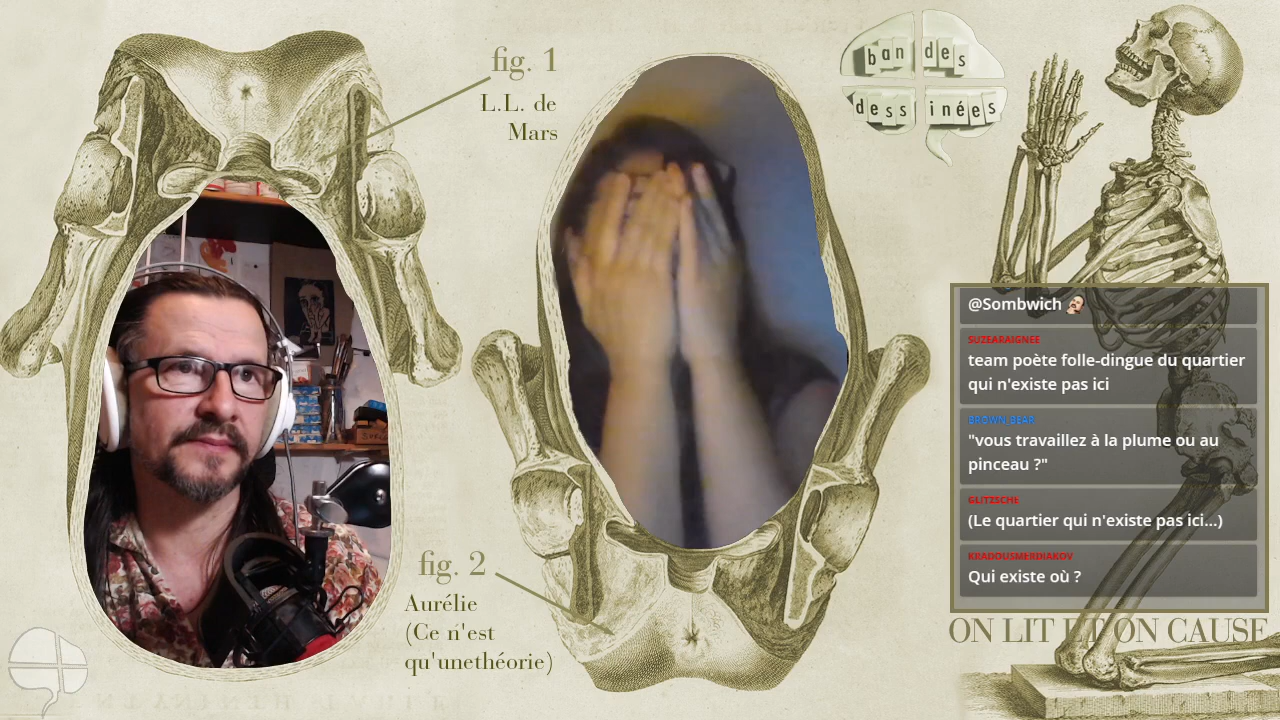 fig. 1
L.L. de
Mars
ban des
dess inées
@Sombwich
SUZEARAIGNEE
team poète folle-dingue du quartier
qui n'existe pas ici
BROWN_BEAR
"vous travaillez à la plume ou au
pinceau ?"
GLITZSCHE
(Le quartier qui n'existe pas ici...)
KRADOUSMERDIAKOV
Qui existe où ?
fig. 2
Aurélie
(Ce n'est
qu'unethéorie)
ON LIT ET ON CAUSE